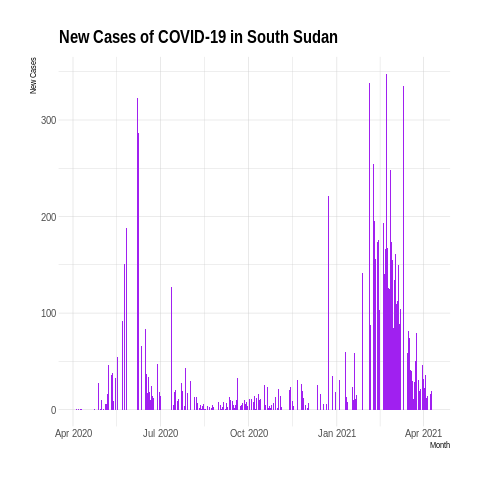 New Cases of COVID-19 in South Sudan
New Cases
300
200
100
0
Apr 2020 Jul 2020 Oct 2020 Jan 2021 Apr 2021
Month